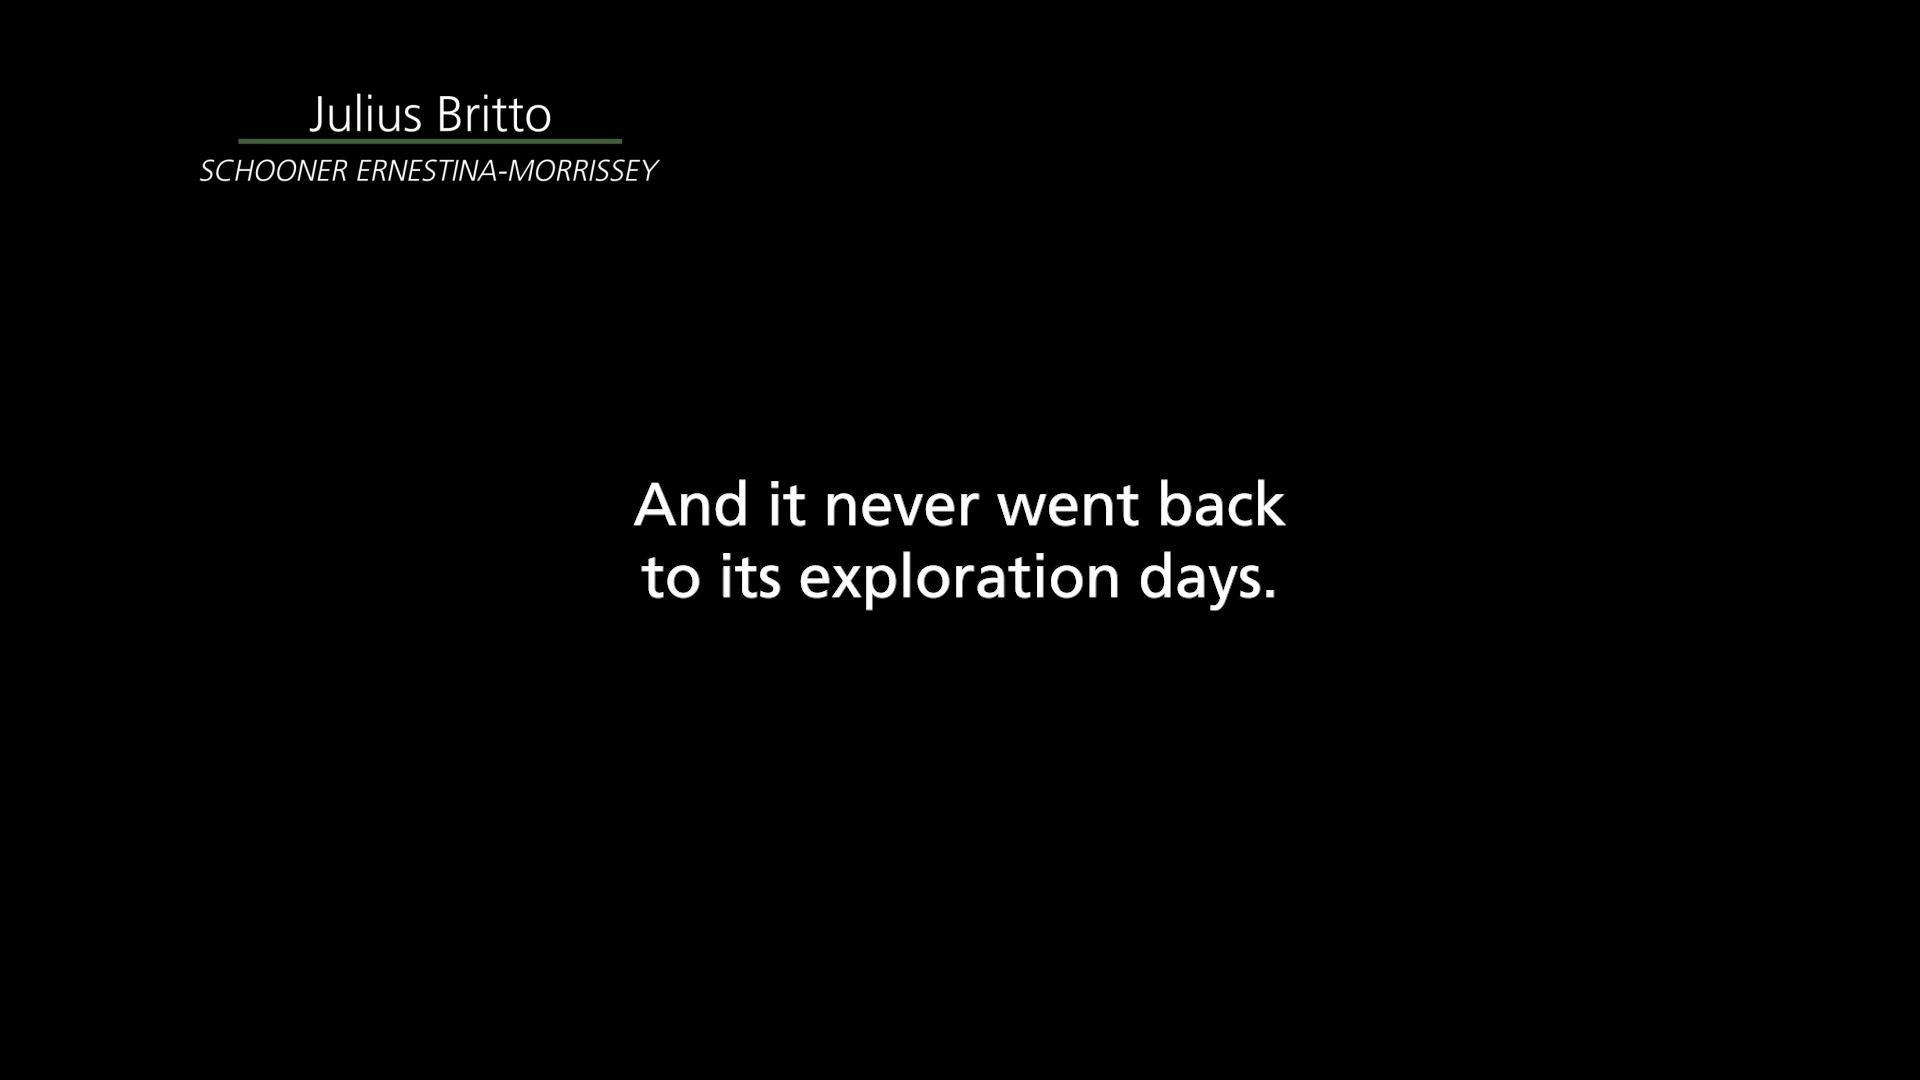 Julius Britto
SCHOONER ERNESTINA-MORRISSEY
And it never went back
to its exploration days.